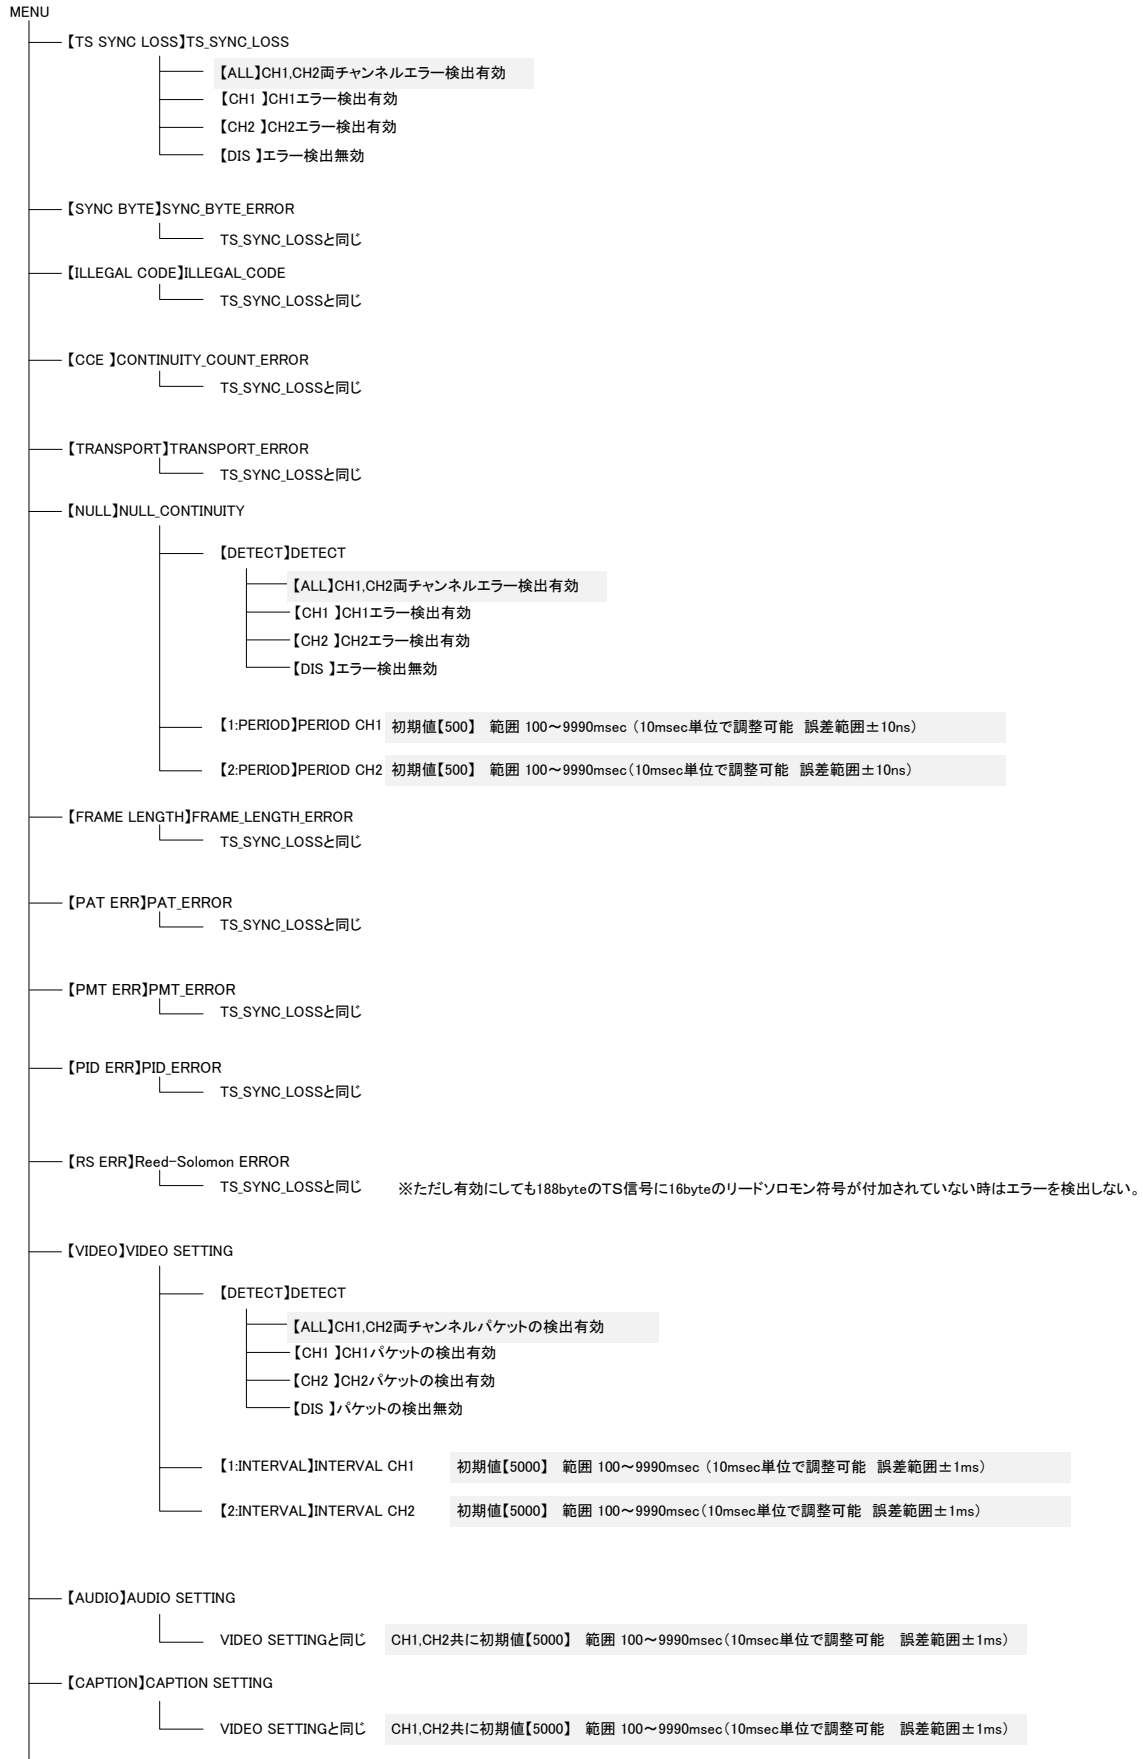 MENU
【TS SYNC LOSS】TS_SYNC_LOSS
【ALL】CH1,CH2両チャンネルエラー検出有効
【CH1 】CH1エラー検出有効
【CH2 】CH2エラー検出有効
【DIS 】エラー検出無効
【SYNC BYTE】SYNC_BYTE_ERROR
TS_SYNC_LOSSと同じ
【ILLEGAL CODE】ILLEGAL_CODE
TS_SYNC_LOSSと同じ
【CCE 】CONTINUITY_COUNT_ERROR
TS_SYNC_LOSSと同じ
【TRANSPORT】TRANSPORT_ERROR
TS_SYNC_LOSSと同じ
【NULL】NULL_CONTINUITY
【DETECT】DETECT
【ALL】CH1,CH2両チャンネルエラー検出有効
【CH1 】CH1エラー検出有効
【CH2 】CH2エラー検出有効
【DIS 】エラー検出無効
【1:PERIOD】PERIOD CH1 初期値【500】 範囲 100～9990msec （10msec単位で調整可能 誤差範囲±10ns）
【2:PERIOD】PERIOD CH2 初期値【500】 範囲 100～9990msec（10msec単位で調整可能 誤差範囲±10ns）
【FRAME LENGTH】FRAME_LENGTH_ERROR
TS_SYNC_LOSSと同じ
【PAT ERR】PAT_ERROR
TS_SYNC_LOSSと同じ
【PMT ERR】PMT_ERROR
TS_SYNC_LOSSと同じ
【PID ERR】PID_ERROR
TS_SYNC_LOSSと同じ
【RS ERR】Reed-Solomon ERROR
TS_SYNC_LOSSと同じ ※ただし有効にしても188byteのTS信号に16byteのリードソロモン符号が付加されていない時はエラーを検出しない。
【VIDEO】VIDEO SETTING
【DETECT】DETECT
【ALL】CH1,CH2両チャンネルパケットの検出有効
【CH1 】CH1パケットの検出有効
【CH2 】CH2パケットの検出有効
【DIS 】パケットの検出無効
【1:INTERVAL】INTERVAL CH1 初期値【5000】 範囲 100～9990msec （10msec単位で調整可能 誤差範囲±1ms）
【2:INTERVAL】INTERVAL CH2 初期値【5000】 範囲 100～9990msec（10msec単位で調整可能 誤差範囲±1ms）
【AUDIO】AUDIO SETTING
VIDEO SETTINGと同じ CH1,CH2共に初期値【5000】 範囲 100～9990msec（10msec単位で調整可能 誤差範囲±1ms）
【CAPTION】CAPTION SETTING
VIDEO SETTINGと同じ CH1,CH2共に初期値【5000】 範囲 100～9990msec（10msec単位で調整可能 誤差範囲±1ms）